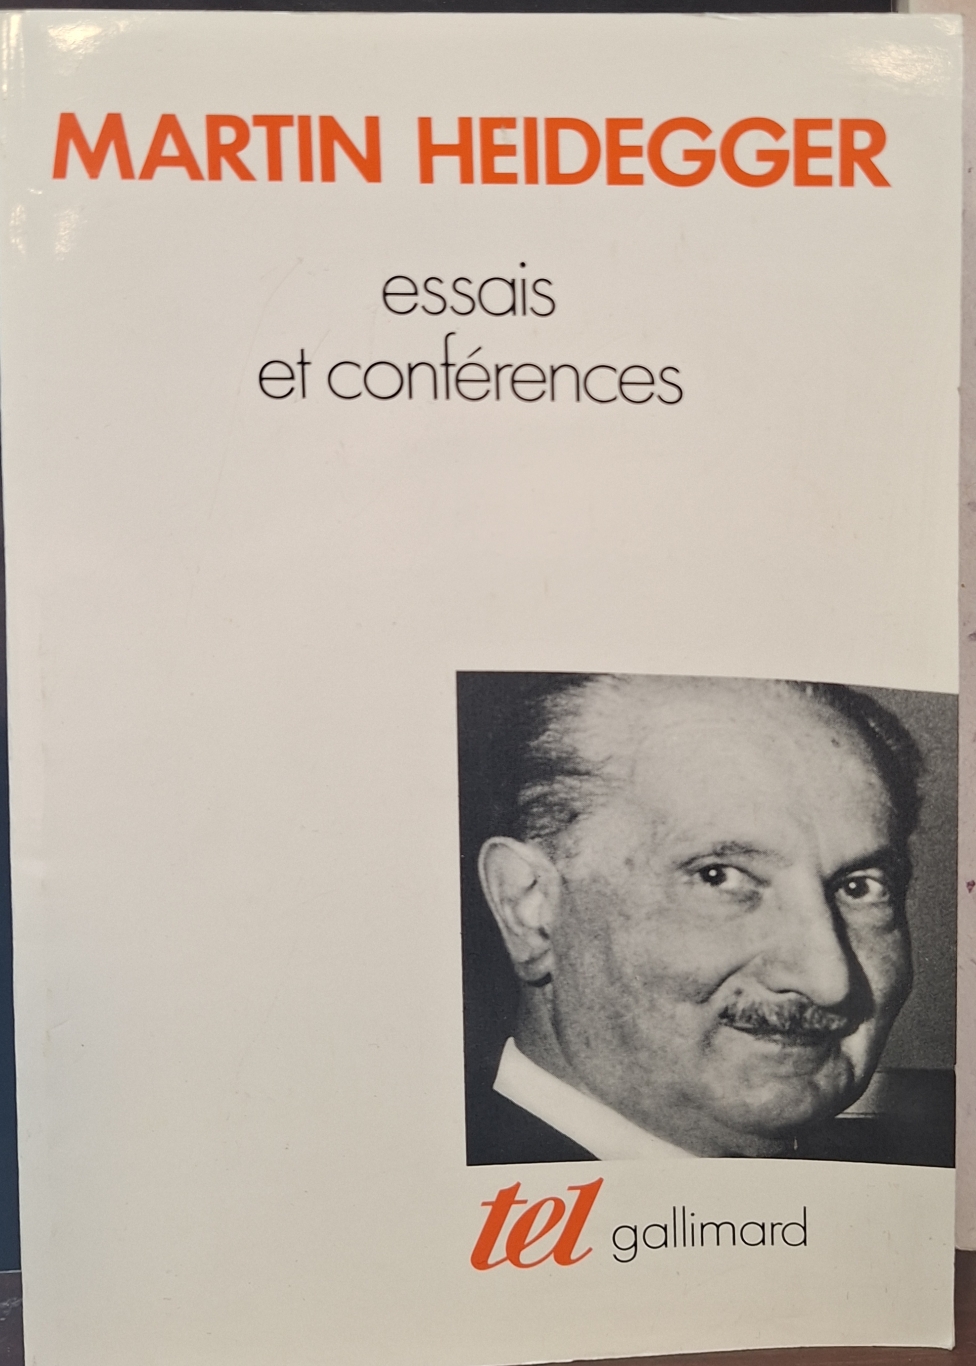 MARTIN HEIDEGGER
essais
et conférences
tel gallimard